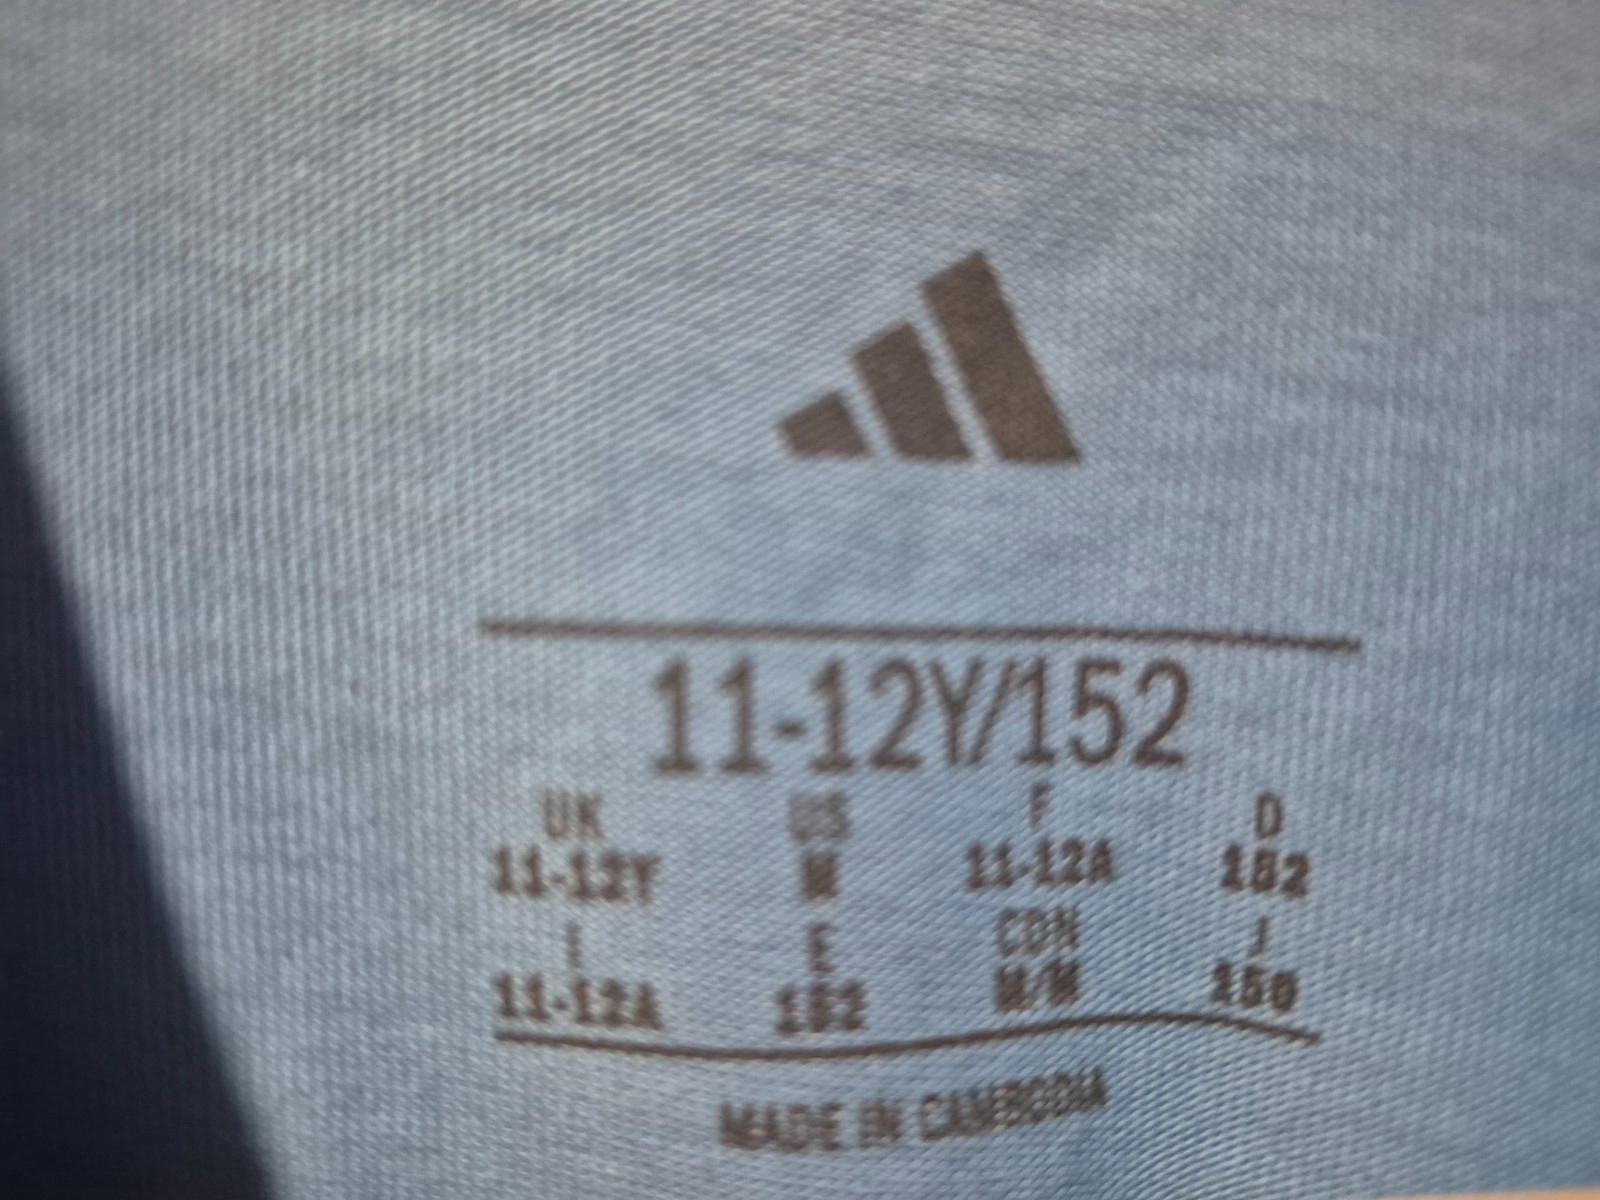 11-12Y/152
UK US F D
11-12Y M 11-12A 152
I E CDN J
11-12A 152 M/M 150
MADE IN CAMBODIA